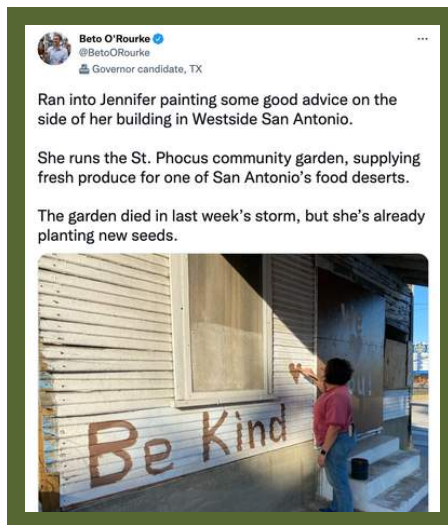 Beto O'Rourke
@BetoORourke
Governor candidate, TX
Ran into Jennifer painting some good advice on the
side of her building in Westside San Antonio.
She runs the St. Phocus community garden, supplying
fresh produce for one of San Antonio's food deserts.
The garden died in last week's storm, but she's already
planting new seeds.
We
you!
Be Kind